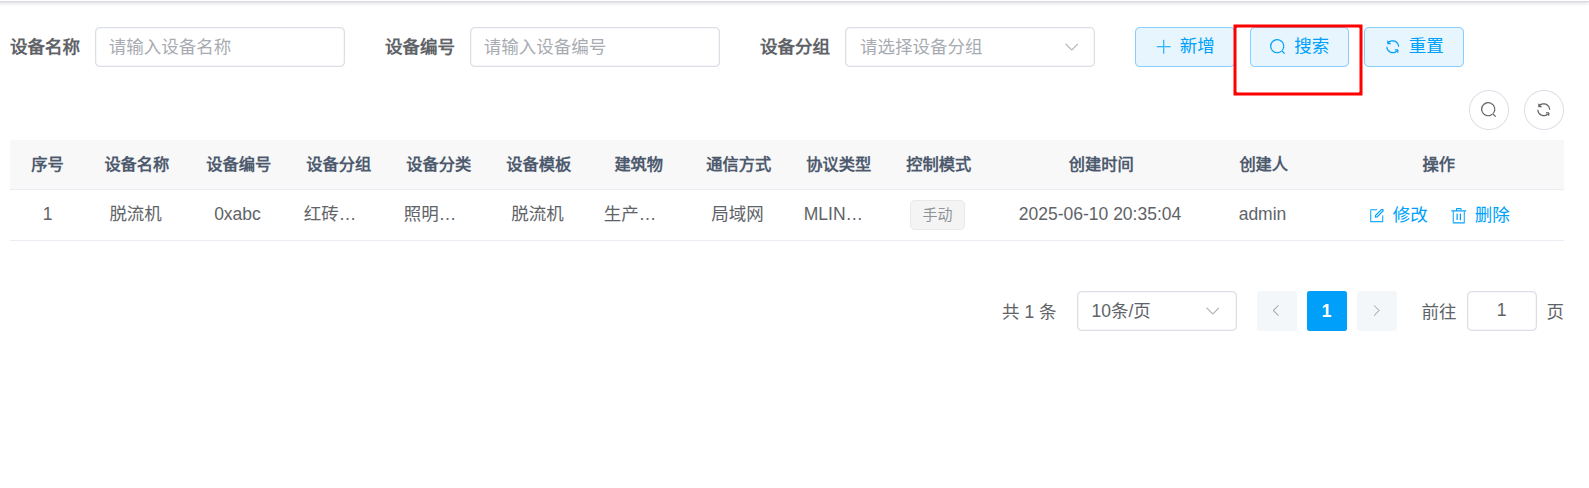 设备名称 请输入设备名称 设备编号 请输入设备编号 设备分组 请选择设备分组 新增 搜索 重置
序号 设备名称 设备编号 设备分组 设备分类 设备模板 建筑物 通信方式 协议类型 控制模式 创建时间 创建人 操作
1 脱流机 0xabc 红砖… 照明… 脱流机 生产… 局域网 MLIN… 手动 2025-06-10 20:35:04 admin 修改 删除
共 1 条 10条/页 1 前往 1 页